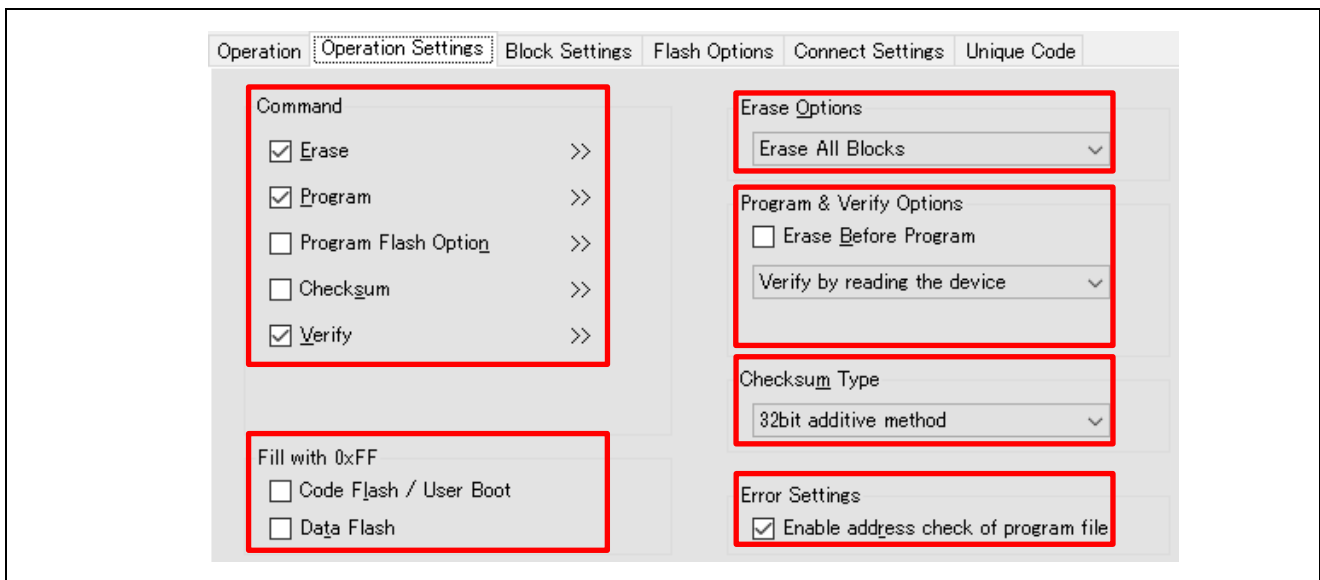 Operation Operation Settings Block Settings Flash Options Connect Settings Unique Code
Command
Erase >>
Program >>
Program Flash Option >>
Checksum >>
Verify >>
Fill with 0xFF
Code Flash / User Boot
Data Flash
Erase Options
Erase All Blocks
Program & Verify Options
Erase Before Program
Verify by reading the device
Checksum Type
32bit additive method
Error Settings
Enable address check of program file